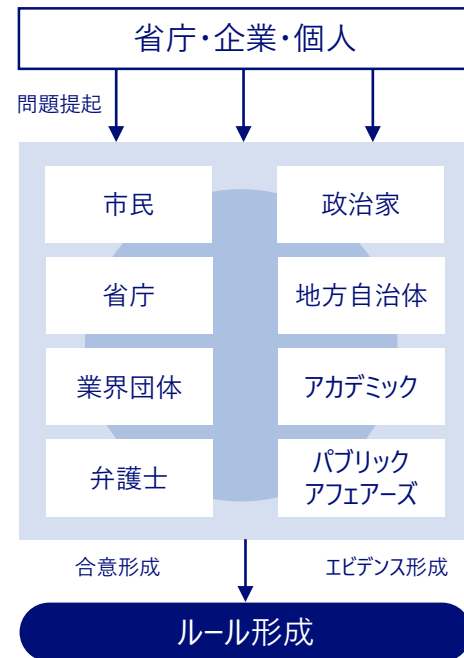 省庁・企業・個人
問題提起
市民
政治家
省庁
地方自治体
業界団体
アカデミック
弁護士
パブリック
アフェアーズ
合意形成
エビデンス形成
ルール形成